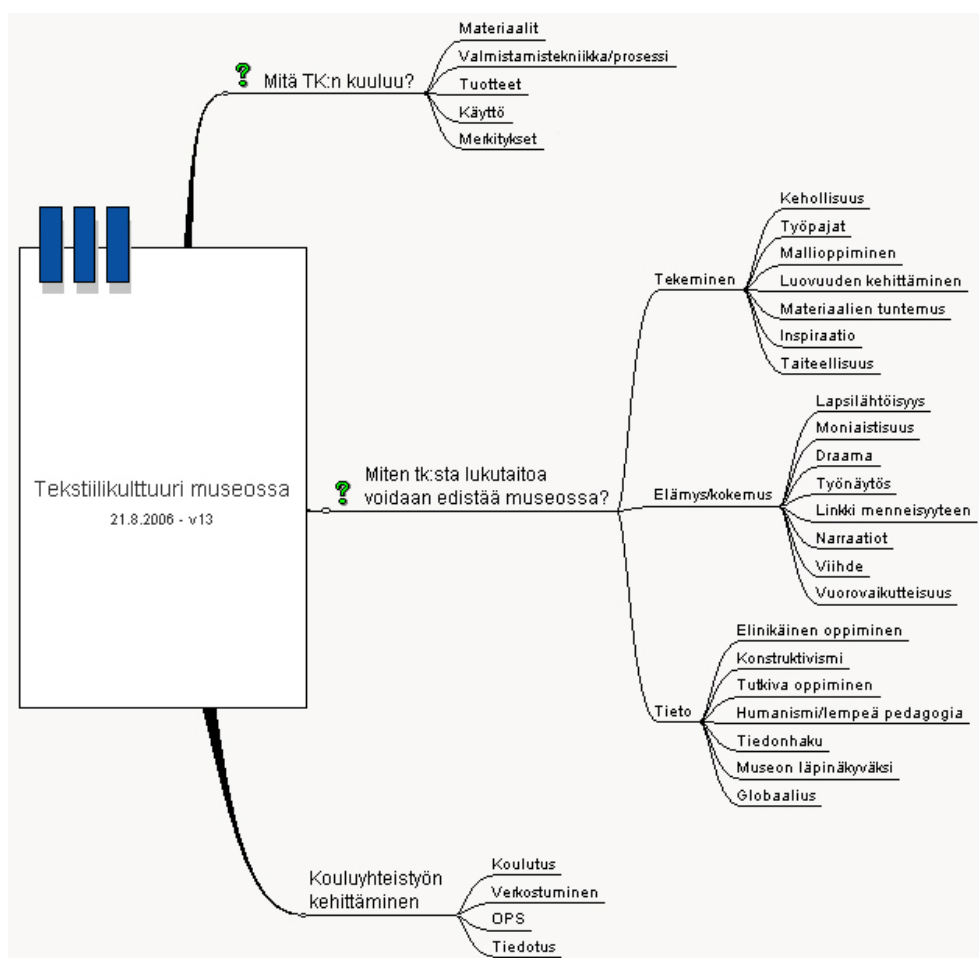 Mitä TK:n kuuluu?
Materiaalit
Valmistamistekniikka/prosessi
Tuotteet
Käyttö
Merkitykset
Tekstiilikulttuuri museossa
21.8.2006 - v13
Miten tk:sta lukutaitoa
voidaan edistää museossa?
Tekeminen
Kehollisuus
Työpajat
Mallioppiminen
Luovuuden kehittäminen
Materiaalien tuntemus
Inspiraatio
Taiteellisuus
Elämys/kokemus
Lapsilähtöisyys
Moniaistisuus
Draama
Työnäytös
Linkki menneisyyteen
Narraatiot
Viihde
Vuorovaikutteisuus
Tieto
Elinikäinen oppiminen
Konstruktivismi
Tutkiva oppiminen
Humanismi/lempeä pedagogia
Tiedonhaku
Museon läpinäkyväksi
Globaalius
Kouluyhteistyön
kehittäminen
Koulutus
Verkostuminen
OPS
Tiedotus